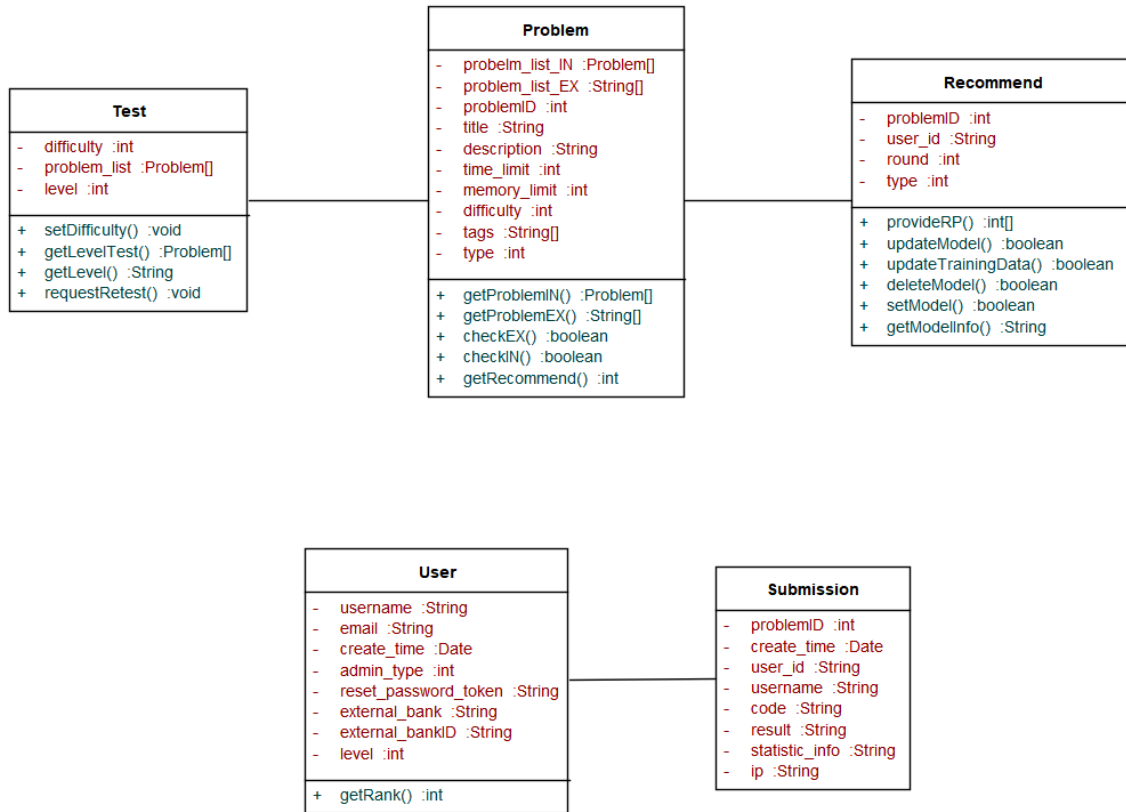 Test
- difficulty :int
- problem_list :Problem[]
- level :int
+ setDifficulty() :void
+ getLevelTest() :Problem[]
+ getLevel() :String
+ requestRetest() :void
Problem
- probelm_list_IN :Problem[]
- problem_list_EX :String[]
- problemID :int
- title :String
- description :String
- time_limit :int
- memory_limit :int
- difficulty :int
- tags :String[]
- type :int
+ getProblemIN() :Problem[]
+ getProblemEX() :String[]
+ checkEX() :boolean
+ checkIN() :boolean
+ getRecommend() :int
Recommend
- problemID :int
- user_id :String
- round :int
- type :int
+ provideRP() :int[]
+ updateModel() :boolean
+ updateTrainingData() :boolean
+ deleteModel() :boolean
+ setModel() :boolean
+ getModelInfo() :String
User
- username :String
- email :String
- create_time :Date
- admin_type :int
- reset_password_token :String
- external_bank :String
- external_bankID :String
- level :int
+ getRank() :int
Submission
- problemID :int
- create_time :Date
- user_id :String
- username :String
- code :String
- result :String
- statistic_info :String
- ip :String